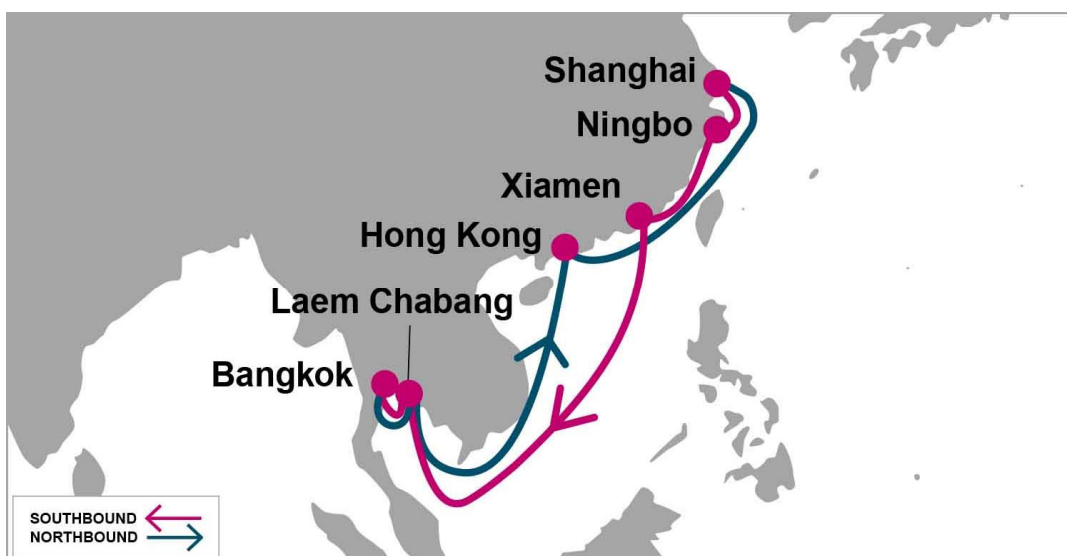 Shanghai
Ningbo
Xiamen
Hong Kong
Laem Chabang
Bangkok
SOUTHBOUND
NORTHBOUND